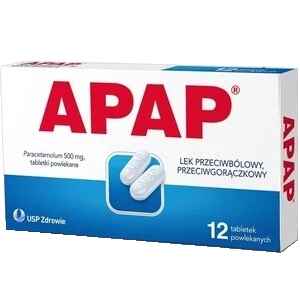 APAP®
Paracetamolum 500 mg,
tabletki powlekane
LEK PRZECIWBÓLOWY,
PRZECIWGORĄCZKOWY
USP Zdrowie
12 tabletek
powlekanych